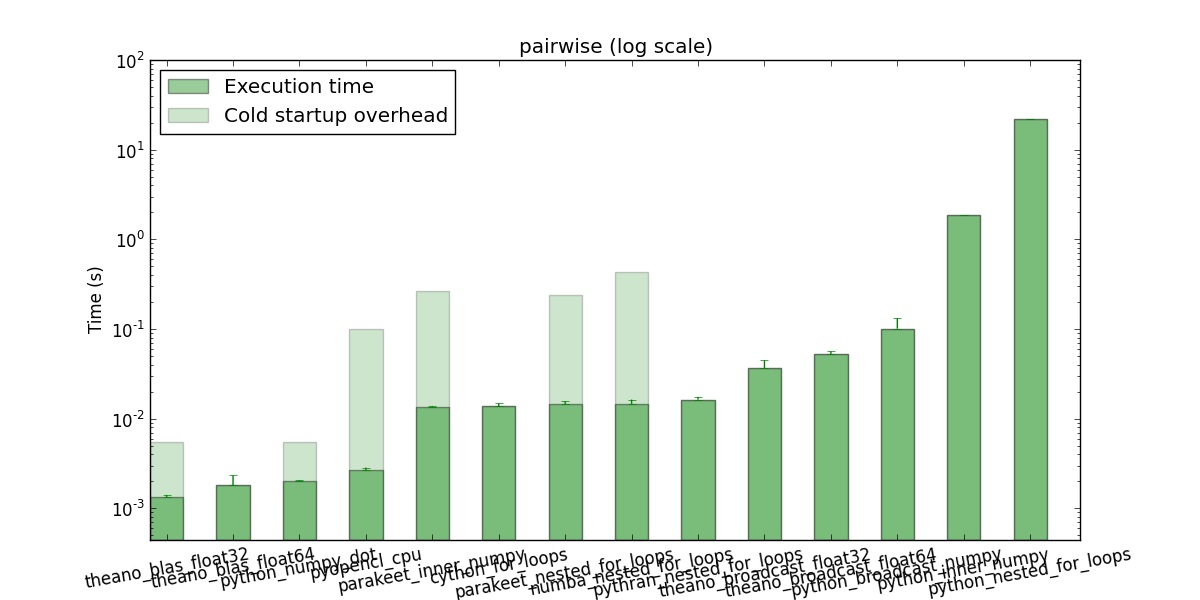 pairwise (log scale)
Execution time
Cold startup overhead
Time (s)
10^2
10^1
10^0
10^-1
10^-2
10^-3
theano_blas_float32
theano_blas_float64
python_numpy_dot
pyopencl_cpu
parakeet_inner_numpy
cython_for_loops
parakeet_nested_for_loops
numba_nested_for_loops
pythran_nested_for_loops
theano_broadcast_float32
theano_broadcast_float64
python_broadcast_numpy
python_inner_numpy
python_nested_for_loops